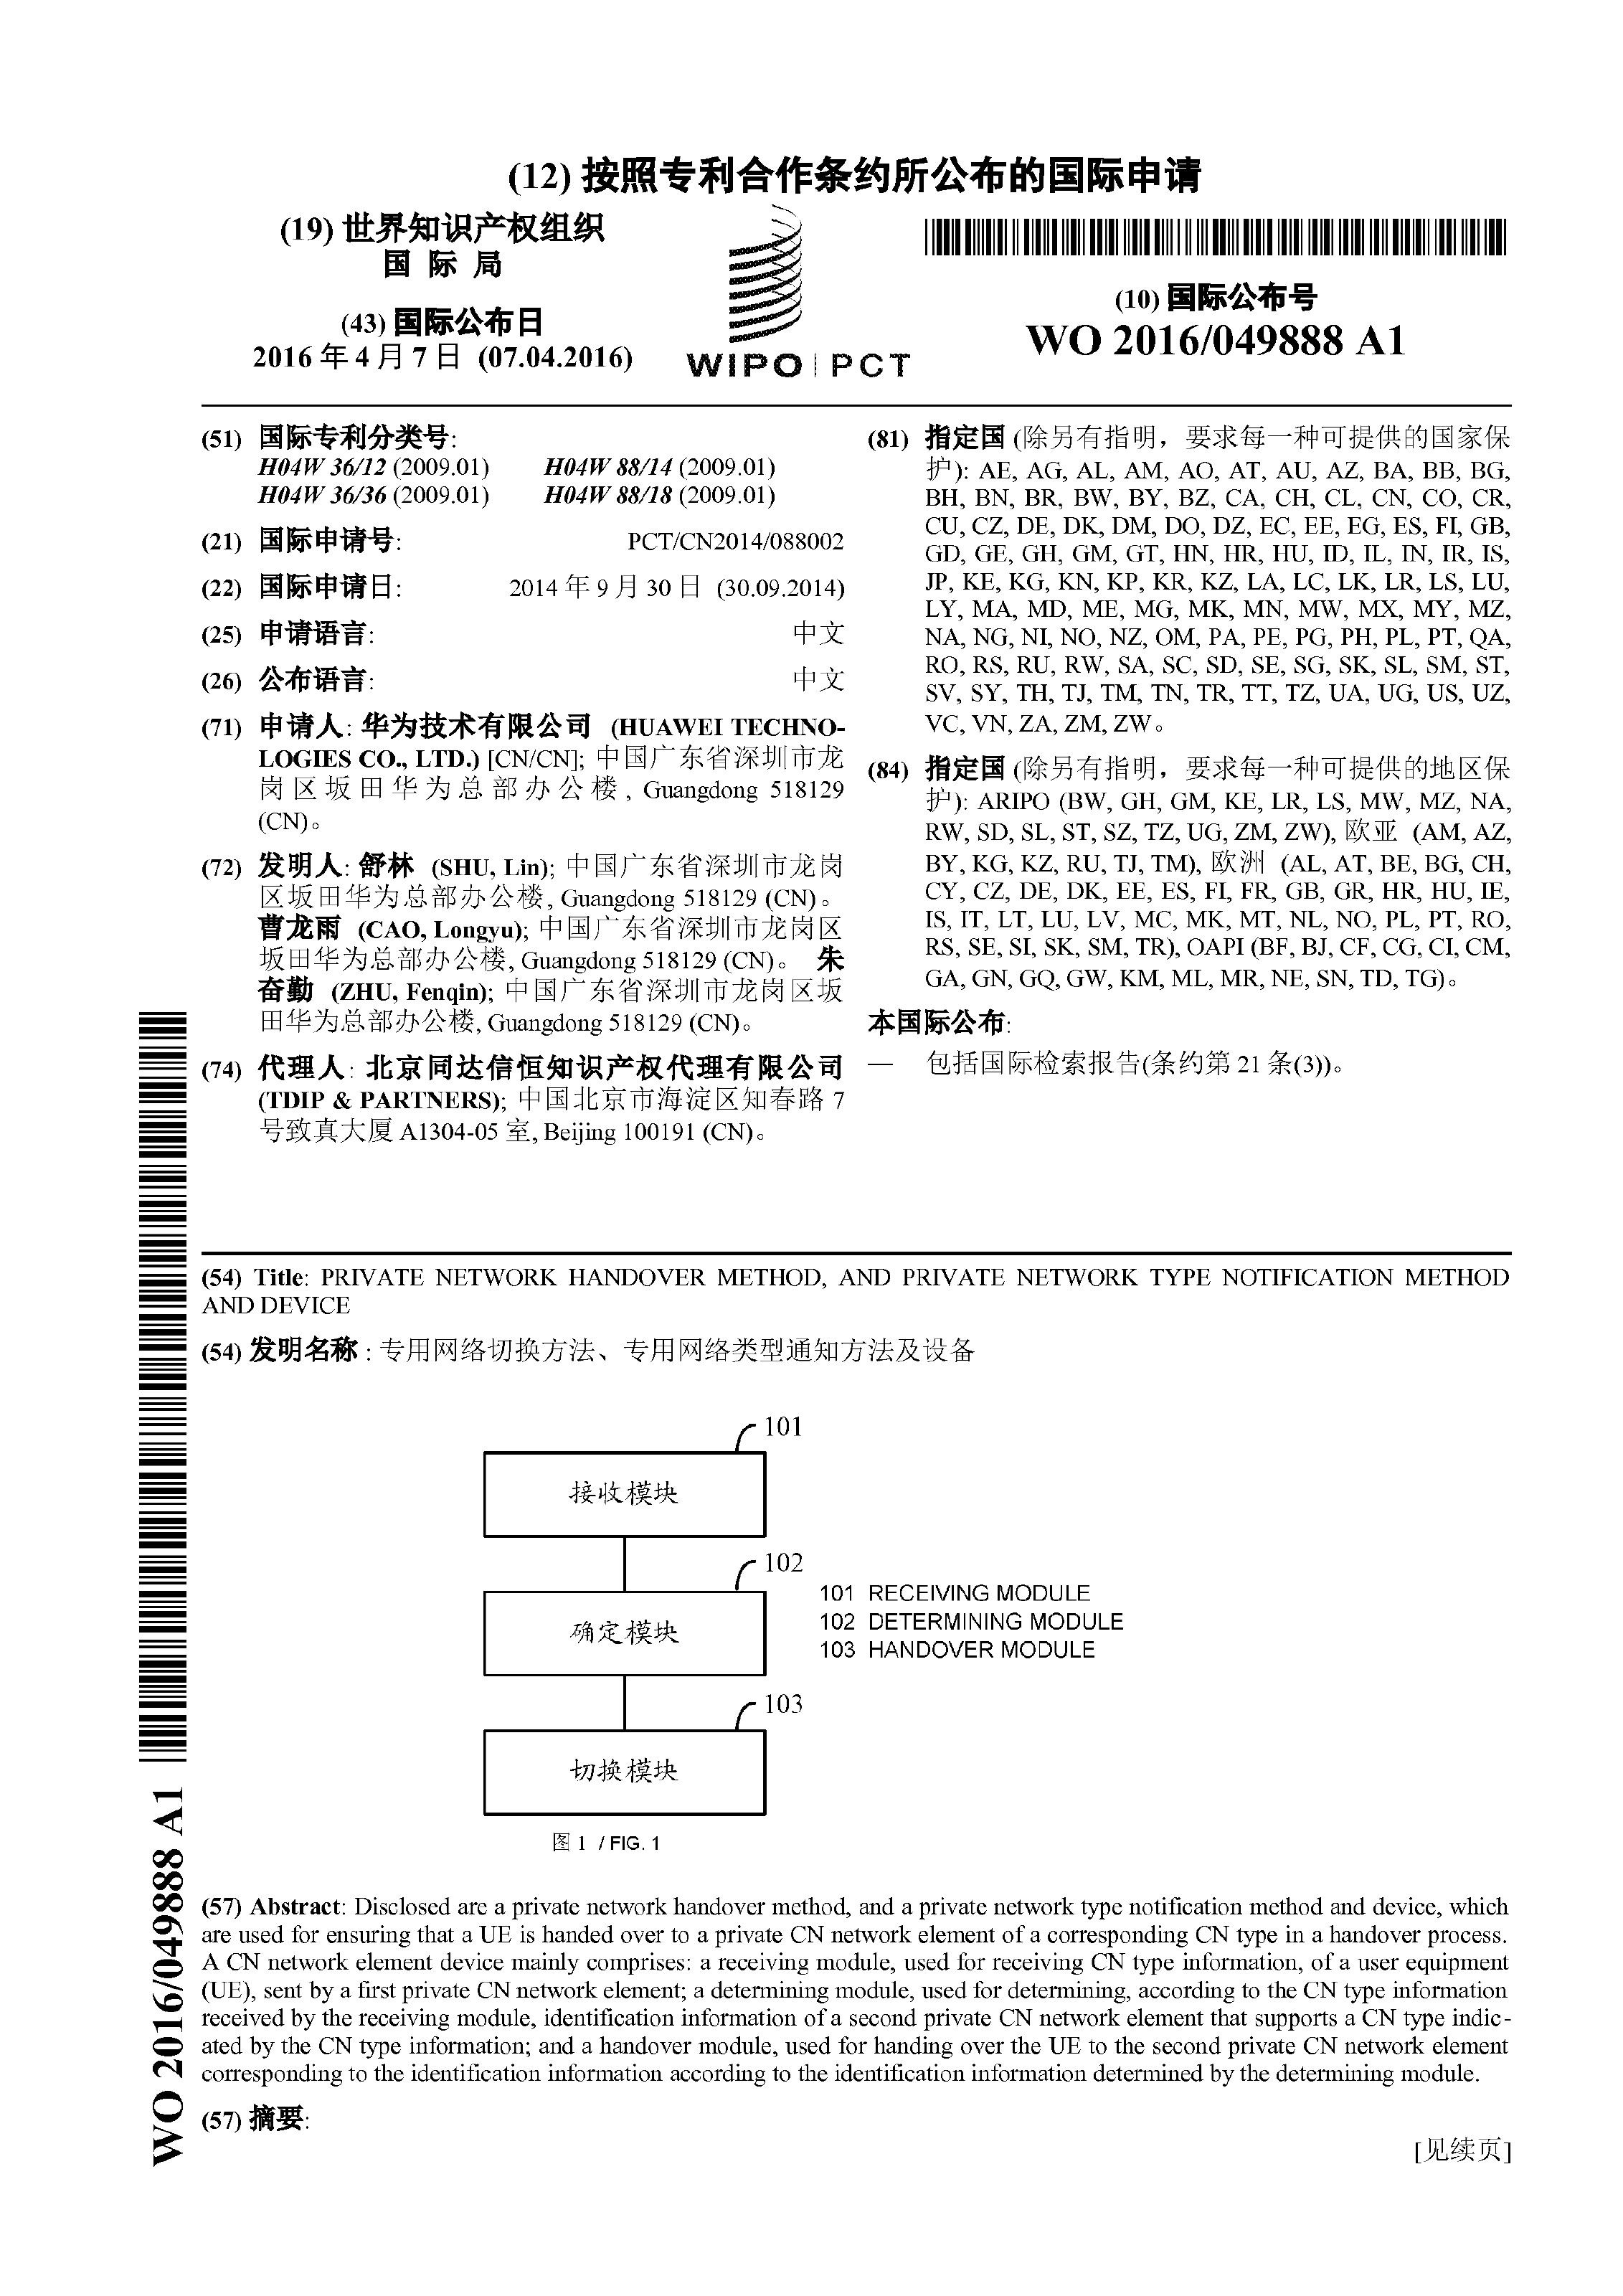 (12) 按照专利合作条约所公布的国际申请
(19) 世界知识产权组织
国 际 局
(43) 国际公布日
2016 年 4 月 7 日 (07.04.2016)
WIPO | PCT
(10) 国际公布号
WO 2016/049888 A1
(51) 国际专利分类号:
H04W 36/12 (2009.01) H04W 88/14 (2009.01)
H04W 36/36 (2009.01) H04W 88/18 (2009.01)
(21) 国际申请号: PCT/CN2014/088002
(22) 国际申请日: 2014 年 9 月 30 日 (30.09.2014)
(25) 申请语言: 中文
(26) 公布语言: 中文
(71) 申请人: 华为技术有限公司 (HUAWEI TECHNO-
LOGIES CO., LTD.) [CN/CN]; 中国广东省深圳市龙
岗区坂田华为总部办公楼, Guangdong 518129
(CN)。
(72) 发明人: 舒林 (SHU, Lin); 中国广东省深圳市龙岗
区坂田华为总部办公楼, Guangdong 518129 (CN)。
曹龙雨 (CAO, Longyu); 中国广东省深圳市龙岗区
坂田华为总部办公楼, Guangdong 518129 (CN)。 朱
奋勤 (ZHU, Fenqin); 中国广东省深圳市龙岗区坂
田华为总部办公楼, Guangdong 518129 (CN)。
(74) 代理人: 北京同达信恒知识产权代理有限公司
(TDIP & PARTNERS); 中国北京市海淀区知春路 7
号致真大厦 A1304-05 室, Beijing 100191 (CN)。
(81) 指定国 (除另有指明，要求每一种可提供的国家保
护): AE, AG, AL, AM, AO, AT, AU, AZ, BA, BB, BG,
BH, BN, BR, BW, BY, BZ, CA, CH, CL, CN, CO, CR,
CU, CZ, DE, DK, DM, DO, DZ, EC, EE, EG, ES, FI, GB,
GD, GE, GH, GM, GT, HN, HR, HU, ID, IL, IN, IR, IS,
JP, KE, KG, KN, KP, KR, KZ, LA, LC, LK, LR, LS, LU,
LY, MA, MD, ME, MG, MK, MN, MW, MX, MY, MZ,
NA, NG, NI, NO, NZ, OM, PA, PE, PG, PH, PL, PT, QA,
RO, RS, RU, RW, SA, SC, SD, SE, SG, SK, SL, SM, ST,
SV, SY, TH, TJ, TM, TN, TR, TT, TZ, UA, UG, US, UZ,
VC, VN, ZA, ZM, ZW。
(84) 指定国 (除另有指明，要求每一种可提供的地区保
护): ARIPO (BW, GH, GM, KE, LR, LS, MW, MZ, NA,
RW, SD, SL, ST, SZ, TZ, UG, ZM, ZW), 欧亚 (AM, AZ,
BY, KG, KZ, RU, TJ, TM), 欧洲 (AL, AT, BE, BG, CH,
CY, CZ, DE, DK, EE, ES, FI, FR, GB, GR, HR, HU, IE,
IS, IT, LT, LU, LV, MC, MK, MT, NL, NO, PL, PT, RO,
RS, SE, SI, SK, SM, TR), OAPI (BF, BJ, CF, CG, CI, CM,
GA, GN, GQ, GW, KM, ML, MR, NE, SN, TD, TG)。
本国际公布:
— 包括国际检索报告(条约第 21 条(3))。
(54) Title: PRIVATE NETWORK HANDOVER METHOD, AND PRIVATE NETWORK TYPE NOTIFICATION METHOD
AND DEVICE
(54) 发明名称 : 专用网络切换方法、专用网络类型通知方法及设备
101
接收模块
102
确定模块
103
切换模块
101 RECEIVING MODULE
102 DETERMINING MODULE
103 HANDOVER MODULE
图 1 / FIG. 1
(57) Abstract: Disclosed are a private network handover method, and a private network type notification method and device, which
are used for ensuring that a UE is handed over to a private CN network element of a corresponding CN type in a handover process.
A CN network element device mainly comprises: a receiving module, used for receiving CN type information, of a user equipment
(UE), sent by a first private CN network element; a determining module, used for determining, according to the CN type information
received by the receiving module, identification information of a second private CN network element that supports a CN type indic-
ated by the CN type information; and a handover module, used for handing over the UE to the second private CN network element
corresponding to the identification information according to the identification information determined by the determining module.
(57) 摘要:
[见续页]
WO 2016/049888 A1